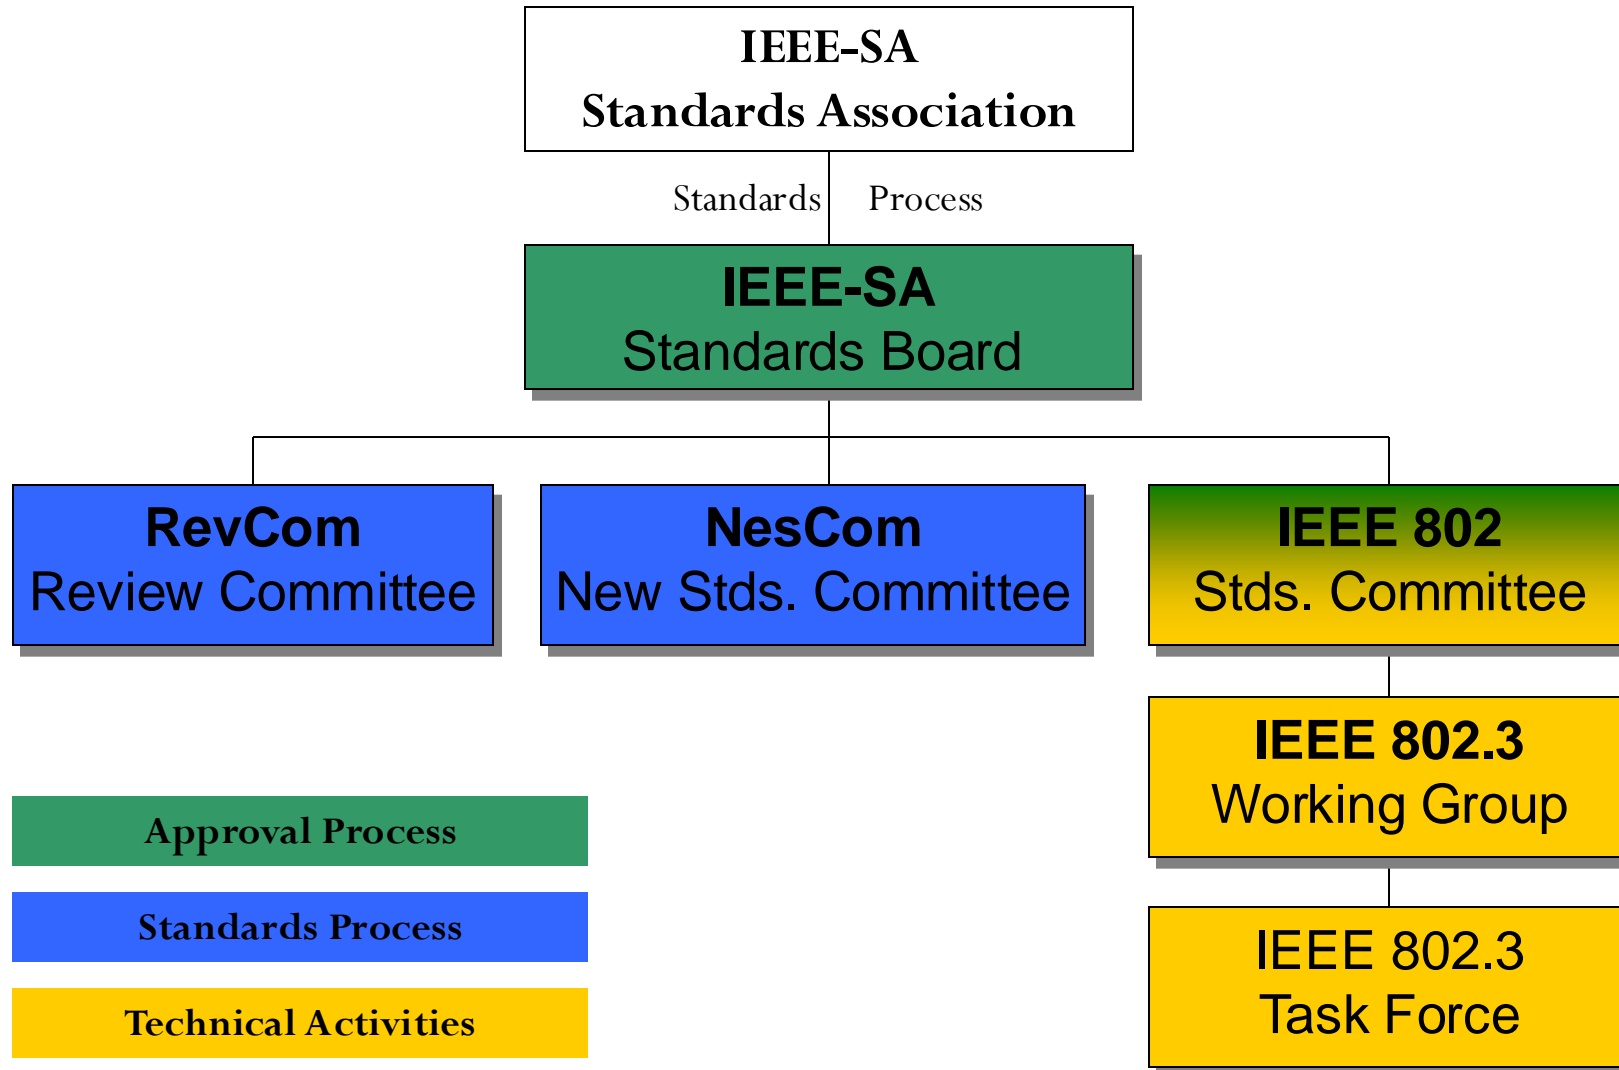 IEEE-SA
Standards Association
Standards Process
IEEE-SA
Standards Board
RevCom
Review Committee
NesCom
New Stds. Committee
IEEE 802
Stds. Committee
IEEE 802.3
Working Group
IEEE 802.3
Task Force
Approval Process
Standards Process
Technical Activities